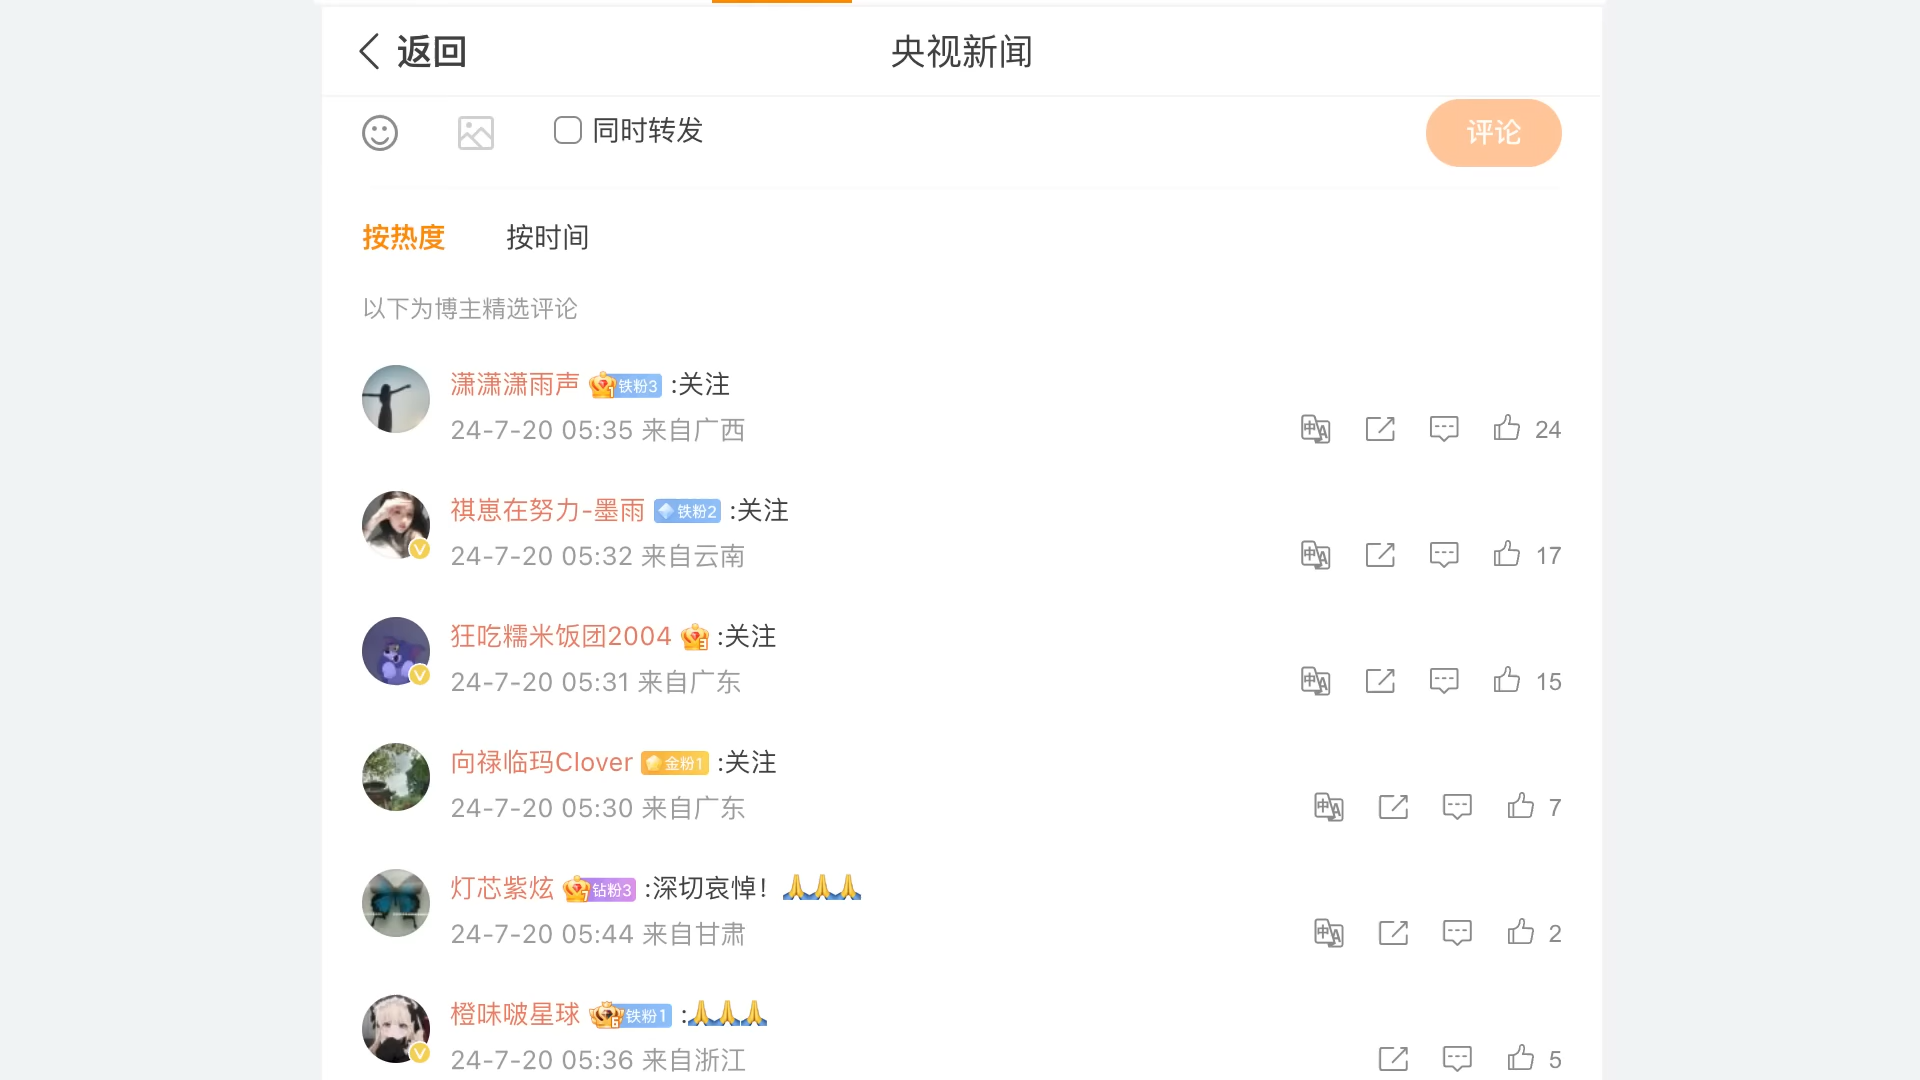 返回
央视新闻
同时转发
评论
按热度 按时间
以下为博主精选评论
潇潇潇雨声 铁粉3 :关注
24-7-20 05:35 来自广西
24
祺崽在努力-墨雨 铁粉2 :关注
24-7-20 05:32 来自云南
17
狂吃糯米饭团2004 :关注
24-7-20 05:31 来自广东
15
向禄临玛Clover 金粉1 :关注
24-7-20 05:30 来自广东
7
灯芯紫炫 钻粉3 :深切哀悼！🙏🙏🙏
24-7-20 05:44 来自甘肃
2
橙味啵星球 铁粉1 :🙏🙏🙏
24-7-20 05:36 来自浙江
5